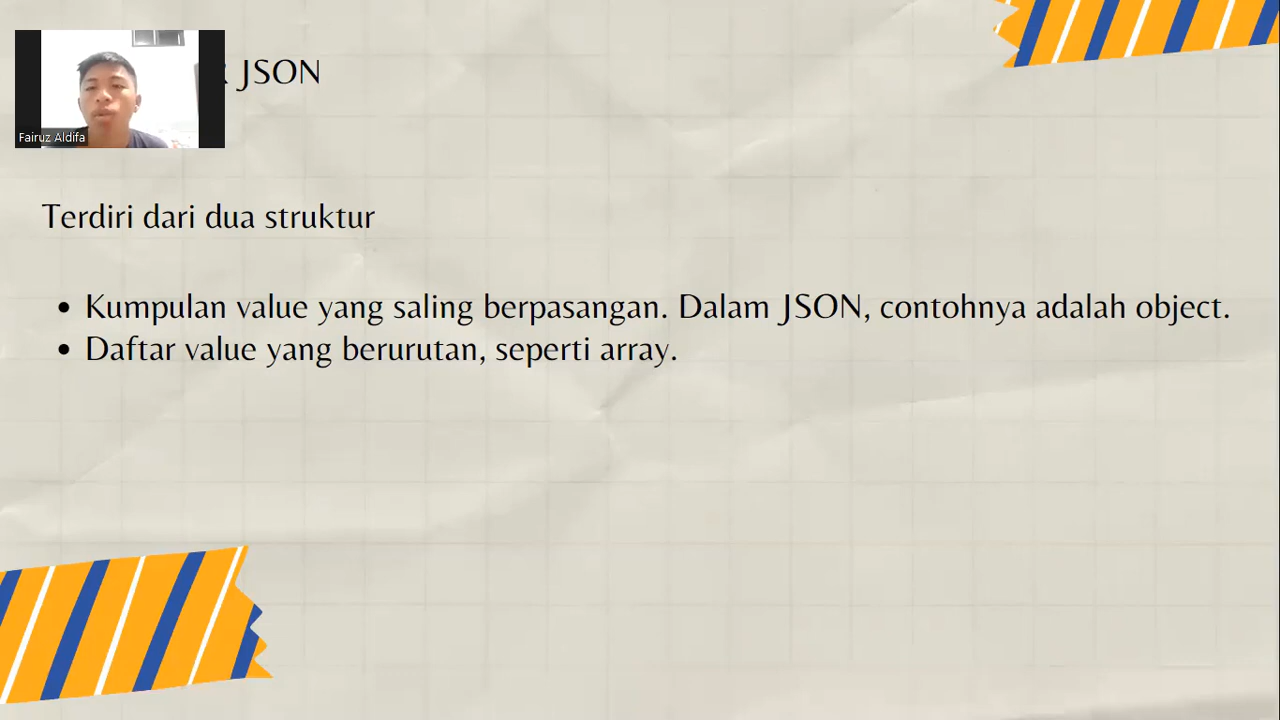 JSON
Fairuz Aldifa
Terdiri dari dua struktur
• Kumpulan value yang saling berpasangan. Dalam JSON, contohnya adalah object.
• Daftar value yang berurutan, seperti array.